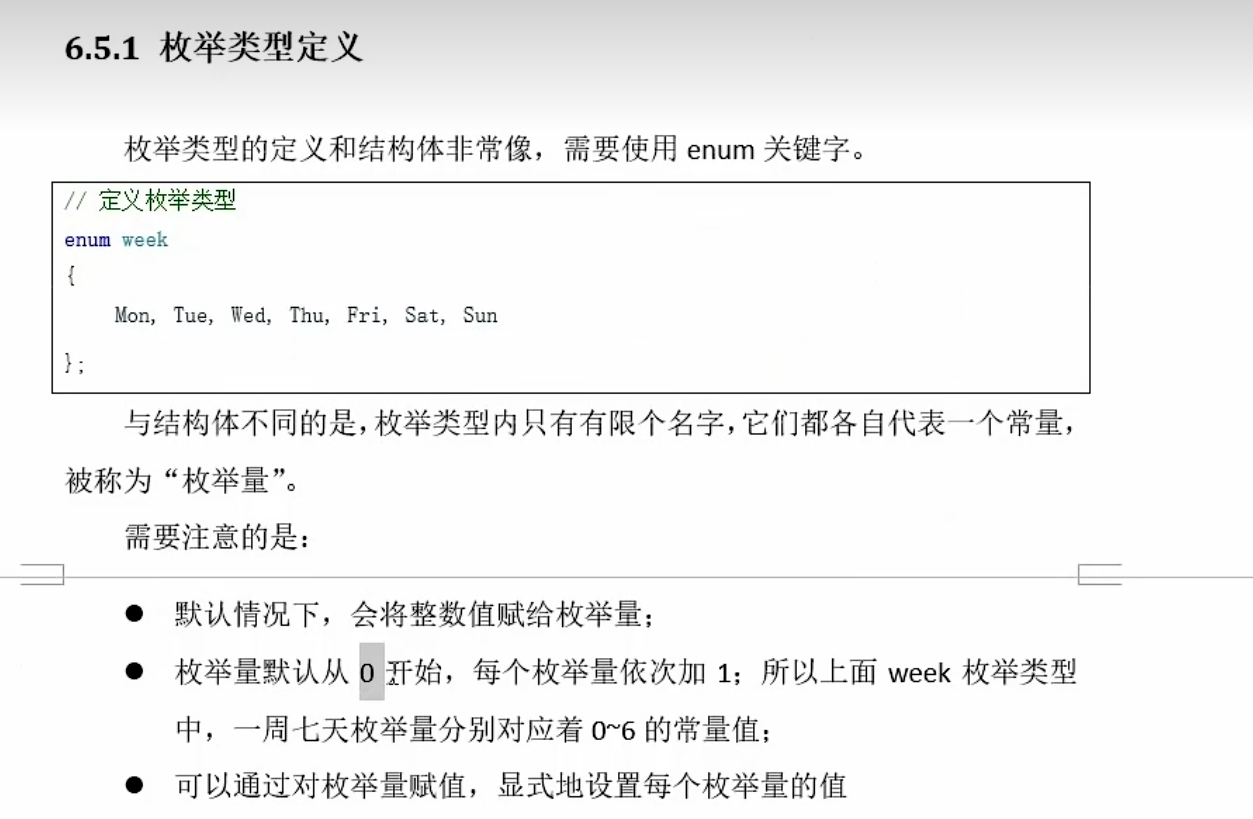 6.5.1 枚举类型定义
枚举类型的定义和结构体非常像，需要使用 enum 关键字。
// 定义枚举类型
enum week
{
Mon, Tue, Wed, Thu, Fri, Sat, Sun
};
与结构体不同的是，枚举类型内只有有限个名字，它们都各自代表一个常量，
被称为“枚举量”。
需要注意的是：
● 默认情况下，会将整数值赋给枚举量；
● 枚举量默认从 0 开始，每个枚举量依次加 1；所以上面 week 枚举类型
中，一周七天枚举量分别对应着 0~6 的常量值；
● 可以通过对枚举量赋值，显式地设置每个枚举量的值